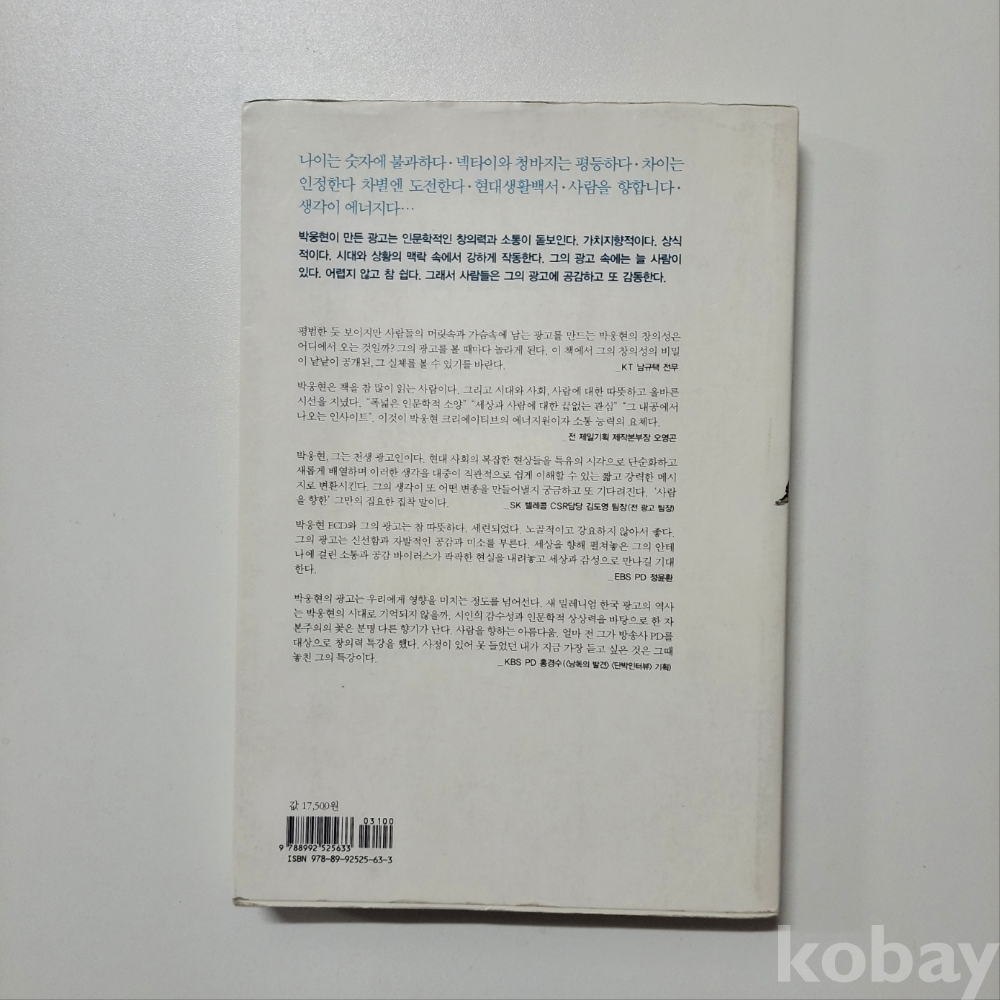 나이는 숫자에 불과하다 · 넥타이와 청바지는 평등하다 · 차이는
인정한다 차별엔 도전한다 · 현대생활백서 · 사람을 향합니다 ·
생각이 에너지다…
박웅현이 만든 광고는 인문학적인 창의력과 소통이 돋보인다. 가치지향적이다. 상식
적이다. 시대와 상황의 맥락 속에서 강하게 작동한다. 그의 광고 속에는 늘 사람이
있다. 어렵지 않고 참 쉽다. 그래서 사람들은 그의 광고에 공감하고 또 감동한다.
평범한 듯 보이지만 사람들의 머릿속과 가슴속에 남는 광고를 만드는 박웅현의 창의성은
어디에서 오는 것일까? 그의 광고를 볼 때마다 놀라게 된다. 이 책에서 그의 창의성의 비밀
이 낱낱이 공개된, 그 실체를 볼 수 있기를 바란다.
_KT 남규택 전무
박웅현은 책을 참 많이 읽는 사람이다. 그리고 시대와 사회, 사람에 대한 따뜻하고 올바른
시선을 지녔다. “폭넓은 인문학적 소양” “세상과 사람에 대한 끝없는 관심” “그 내공에서
나오는 인사이트”. 이것이 박웅현 크리에이티브의 에너지원이자 소통 능력의 요체다.
_전 제일기획 제작본부장 오영곤
박웅현, 그는 천생 광고인이다. 현대 사회의 복잡한 현상들을 특유의 시각으로 단순화하고
새롭게 배열하며 이러한 생각을 대중이 직관적으로 쉽게 이해할 수 있는 짧고 강력한 메시
지로 변환시킨다. 그의 생각이 또 어떤 변종을 만들어낼지 궁금하고 또 기다려진다. ‘사람
을 향한’ 그만의 집요한 집착 말이다.
_SK 텔레콤 CSR담당 김도영 팀장(전 광고 팀장)
박웅현 ECD와 그의 광고는 참 따뜻하다. 세련되었다. 노골적이고 강요하지 않아서 좋다.
그의 광고는 신선함과 자발적인 공감과 미소를 부른다. 세상을 향해 펼쳐놓은 그의 안테
나에 걸린 소통과 공감 바이러스가 팍팍한 현실을 내려놓고 세상과 감성으로 만나길 기대
한다.
_EBS PD 정윤환
박웅현의 광고는 우리에게 영향을 미치는 정도를 넘어선다. 새 밀레니엄 한국 광고의 역사
는 박웅현의 시대로 기억되지 않을까. 시인의 감수성과 인문학적 상상력을 바탕으로 한 자
본주의의 꽃은 분명 다른 향기가 난다. 사람을 향하는 아름다움. 얼마 전 그가 방송사 PD를
대상으로 창의력 특강을 했다. 사정이 있어 못 들었던 내가 지금 가장 듣고 싶은 것은 그때
놓친 그의 특강이다.
_KBS PD 홍경수(〈낭독의 발견〉〈단박인터뷰〉 기획)
값 17,500원
03100
9 788992 525633
ISBN 978-89-92525-63-3
kobay